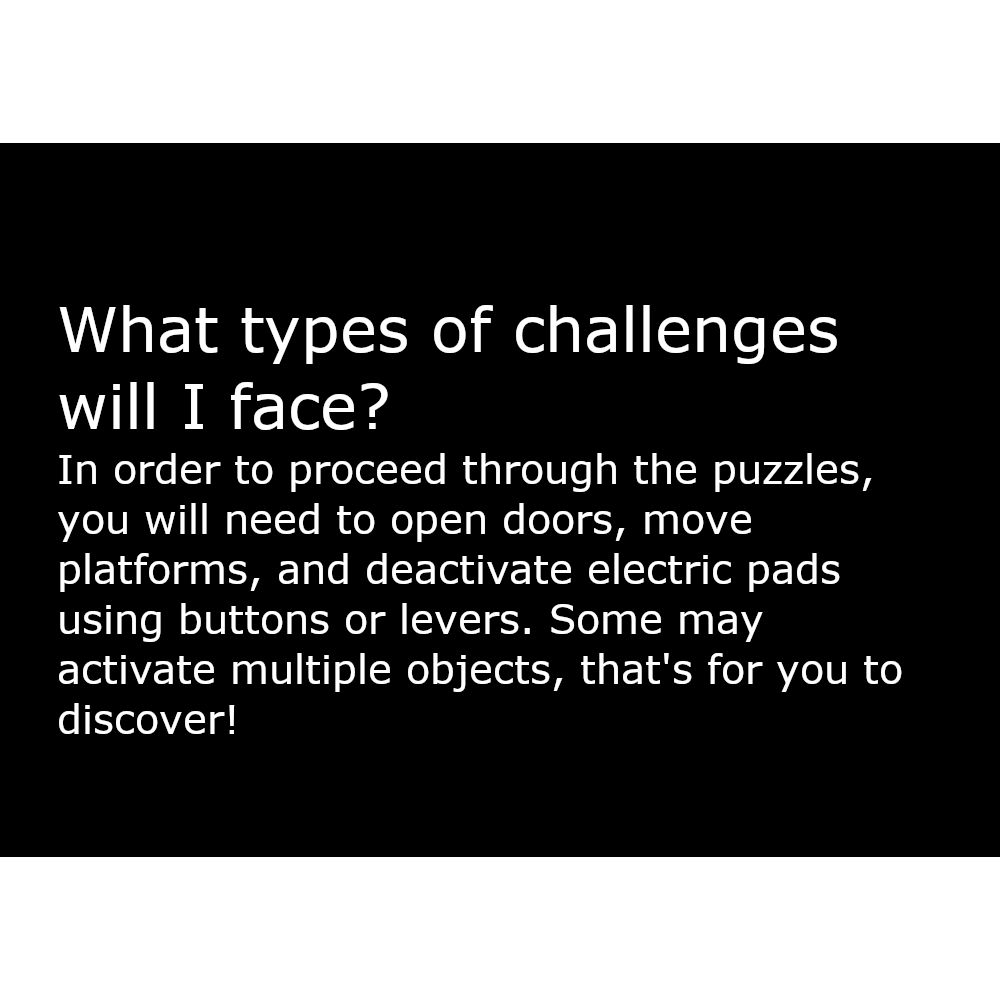 What types of challenges
will I face?
In order to proceed through the puzzles,
you will need to open doors, move
platforms, and deactivate electric pads
using buttons or levers. Some may
activate multiple objects, that's for you to
discover!